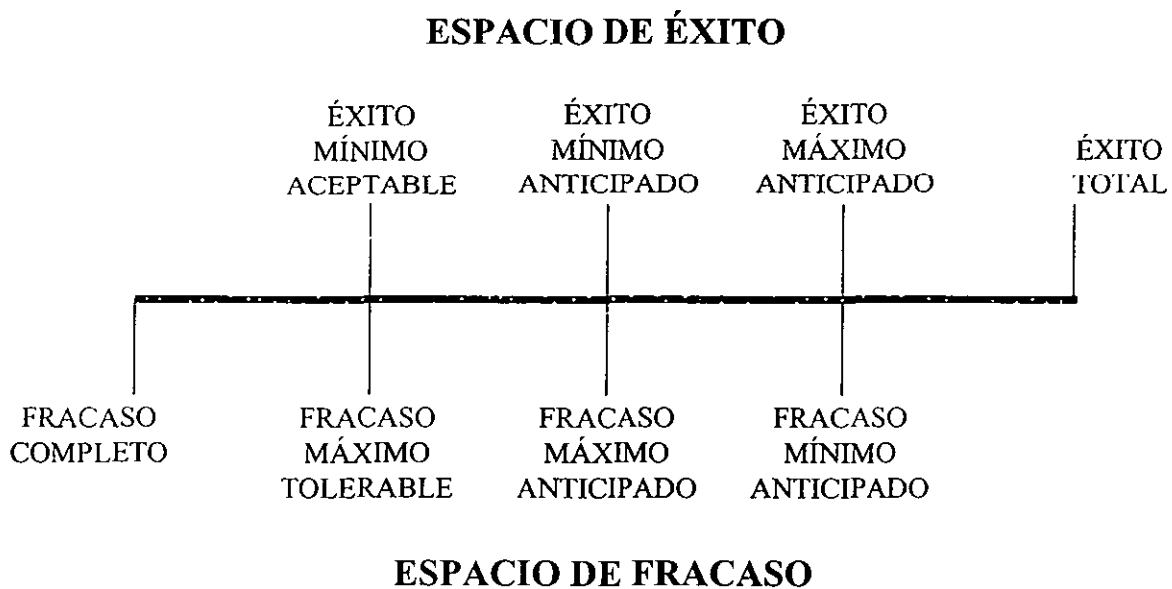 ESPACIO DE ÉXITO
ÉXITO
MÍNIMO
ACEPTABLE
ÉXITO
MÍNIMO
ANTICIPADO
ÉXITO
MÁXIMO
ANTICIPADO
ÉXITO
TOTAL
FRACASO
COMPLETO
FRACASO
MÁXIMO
TOLERABLE
FRACASO
MÁXIMO
ANTICIPADO
FRACASO
MÍNIMO
ANTICIPADO
ESPACIO DE FRACASO